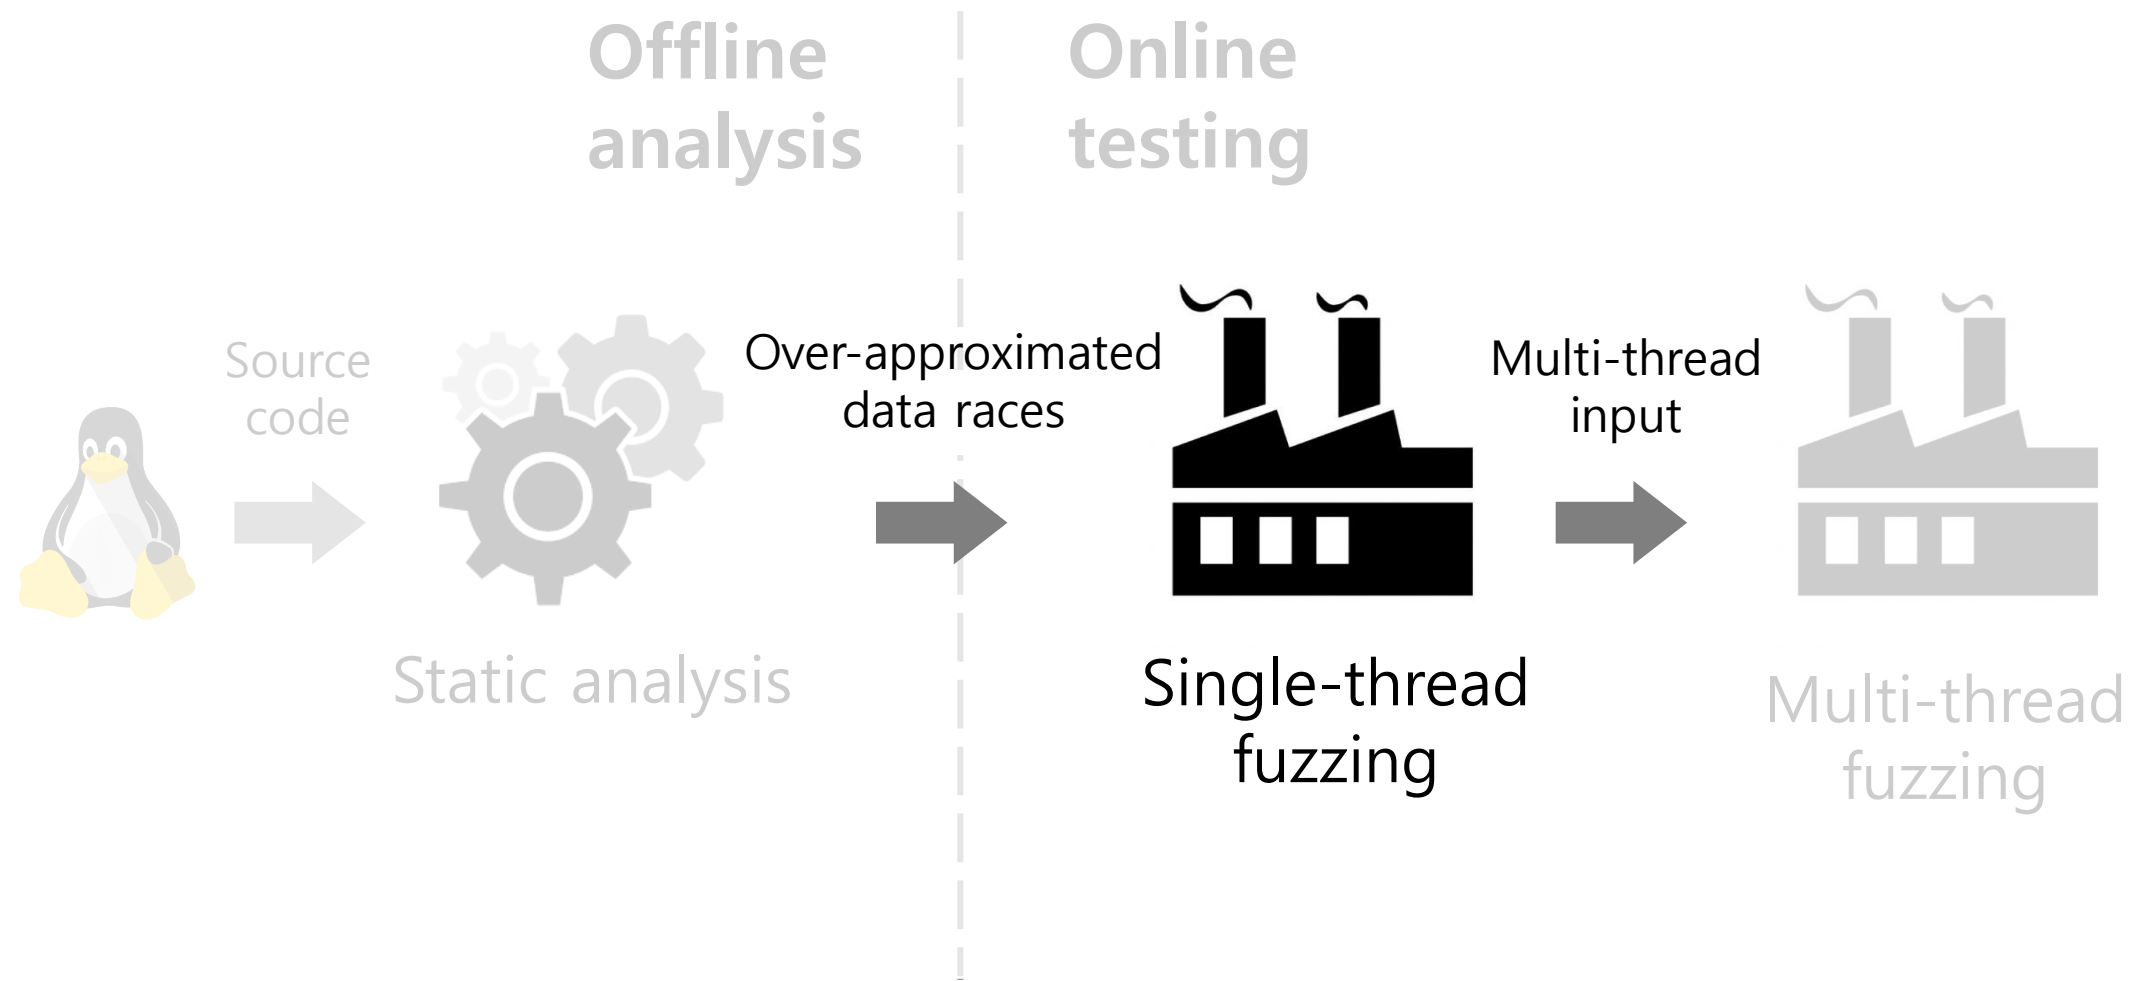 Offline
analysis
Online
testing
Source
code
Over-approximated
data races
Multi-thread
input
Static analysis
Single-thread
fuzzing
Multi-thread
fuzzing